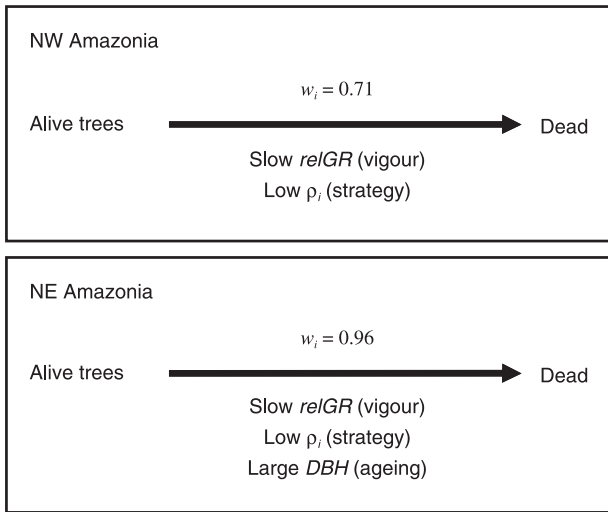 NW Amazonia
w_i = 0.71
Alive trees
Dead
Slow relGR (vigour)
Low ρ_i (strategy)
NE Amazonia
w_i = 0.96
Alive trees
Dead
Slow relGR (vigour)
Low ρ_i (strategy)
Large DBH (ageing)